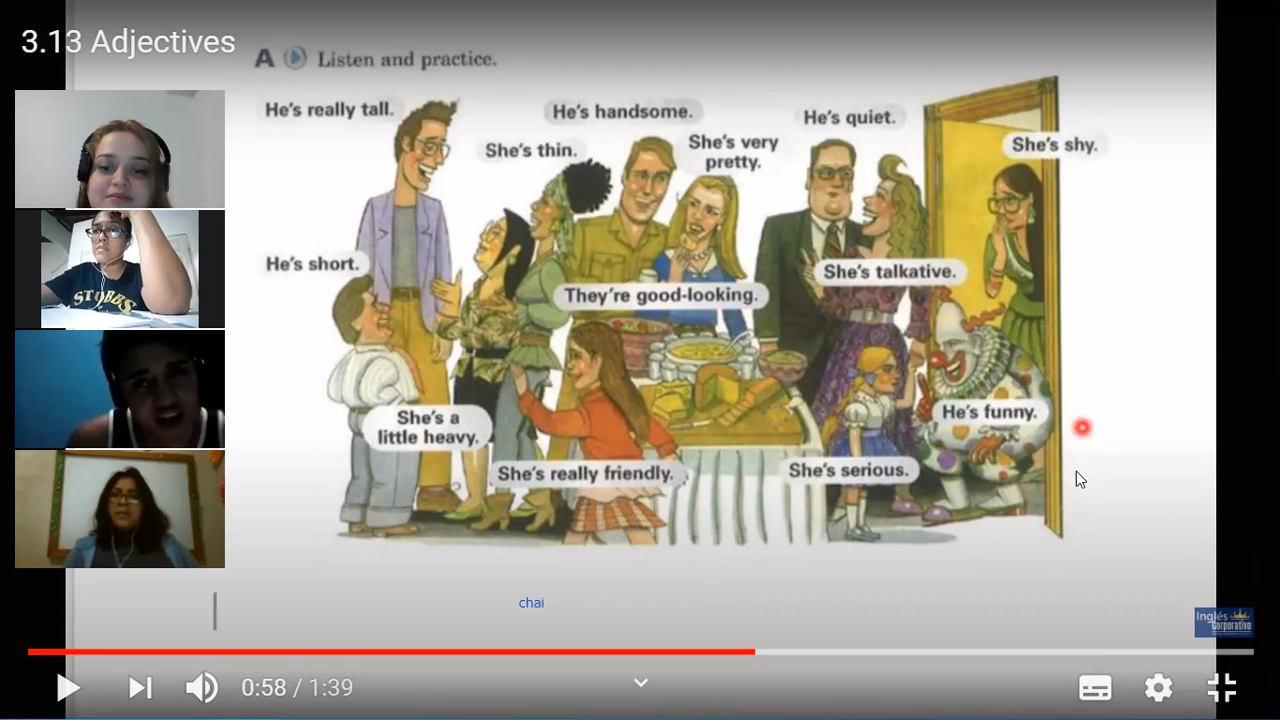 3.13 Adjectives
A Listen and practice.
He's really tall.
He's handsome.
He's quiet.
She's thin.
She's very
pretty.
She's shy.
He's short.
She's talkative.
They're good-looking.
She's a
little heavy.
He's funny.
She's really friendly.
She's serious.
STUBBS
chai
Inglés
Corporativo
0:58 / 1:39